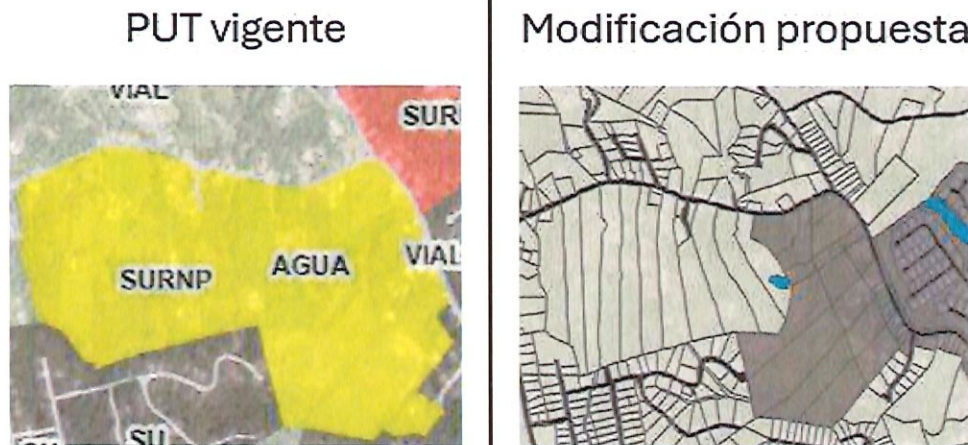 PUT vigente
Modificación propuesta
VIAL
SUR
SURNP
AGUA
VIAL
SU